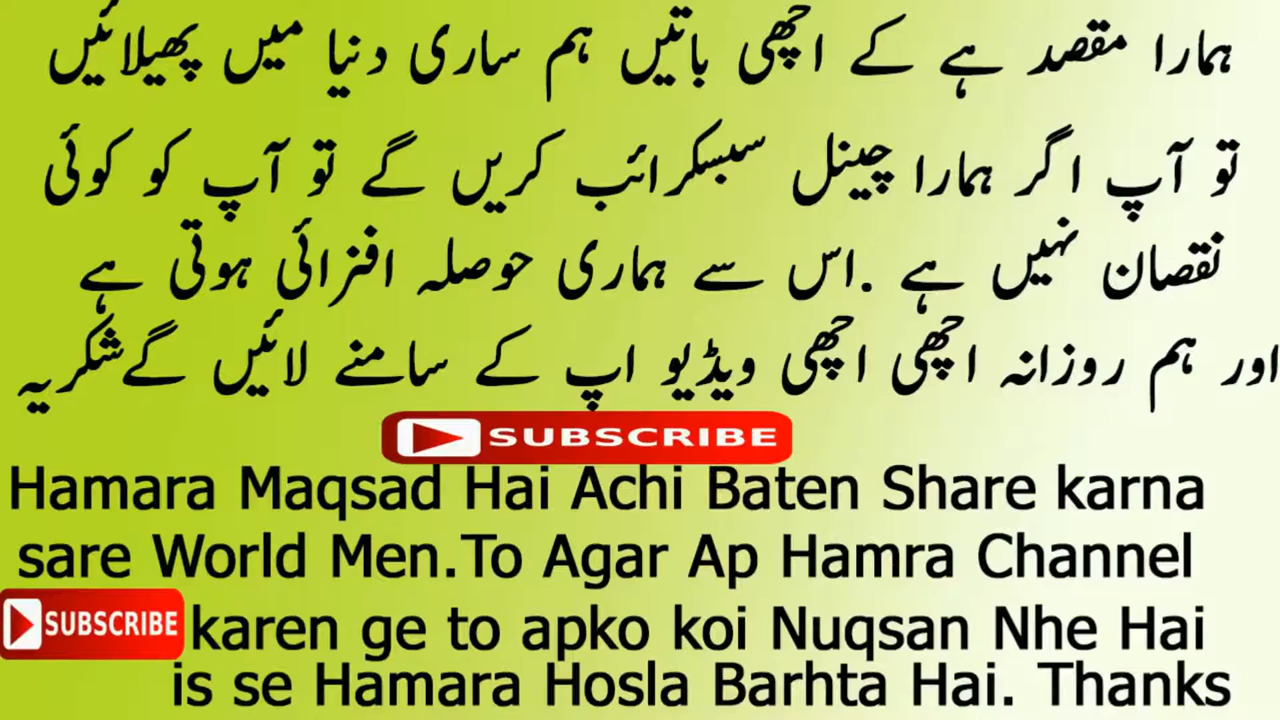 ہمارا مقصد ہے کے اچھی باتیں ہم ساری دنیا میں پھیلائیں
تو آپ اگر ہمارا چینل سبسکرائب کریں گے تو آپ کو کوئی
نقصان نہیں ہے .اس سے ہماری حوصلہ افزائی ہوتی ہے
اور ہم روزانہ اچھی اچھی ویڈیو اپ کے سامنے لائیں گےشکریہ
SUBSCRIBE
Hamara Maqsad Hai Achi Baten Share karna
sare World Men.To Agar Ap Hamra Channel
SUBSCRIBE karen ge to apko koi Nuqsan Nhe Hai
is se Hamara Hosla Barhta Hai. Thanks